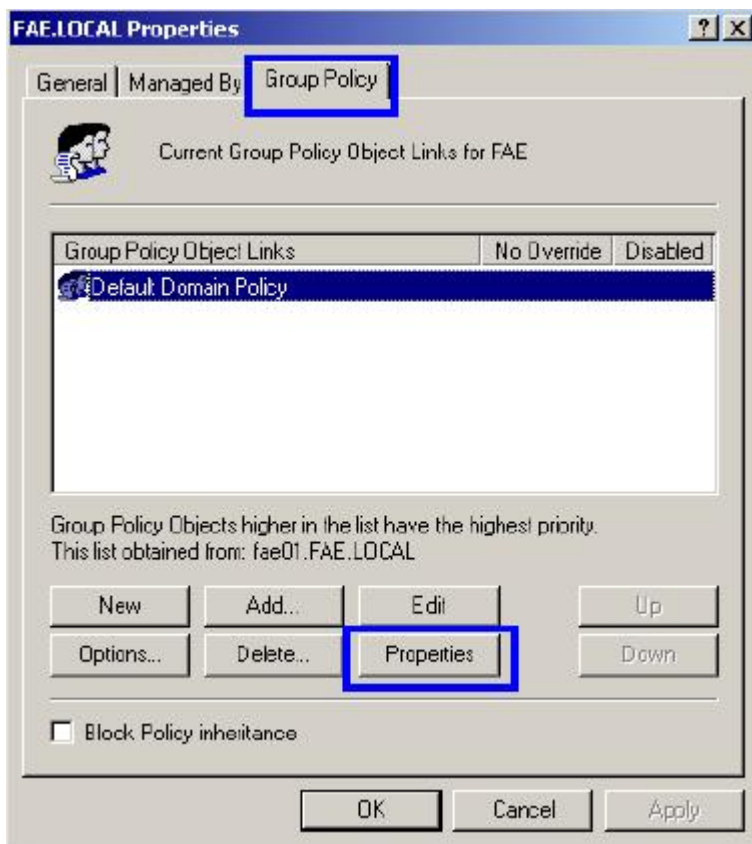 FAE.LOCAL Properties
General Managed By Group Policy
Current Group Policy Object Links for FAE
Group Policy Object Links No Override Disabled
Default Domain Policy
Group Policy Objects higher in the list have the highest priority.
This list obtained from: fae01.FAE.LOCAL
New Add... Edit Up
Options... Delete... Properties Down
Block Policy inheritance
OK Cancel Apply